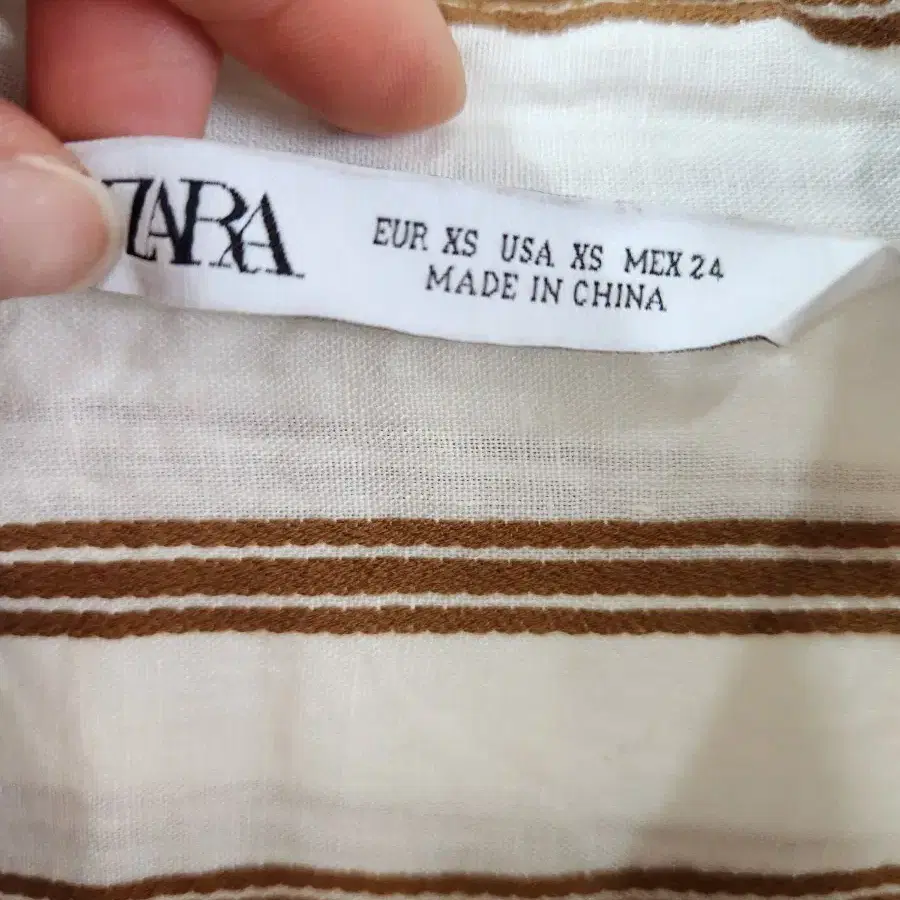 ZARA
EUR XS USA XS MEX 24
MADE IN CHINA